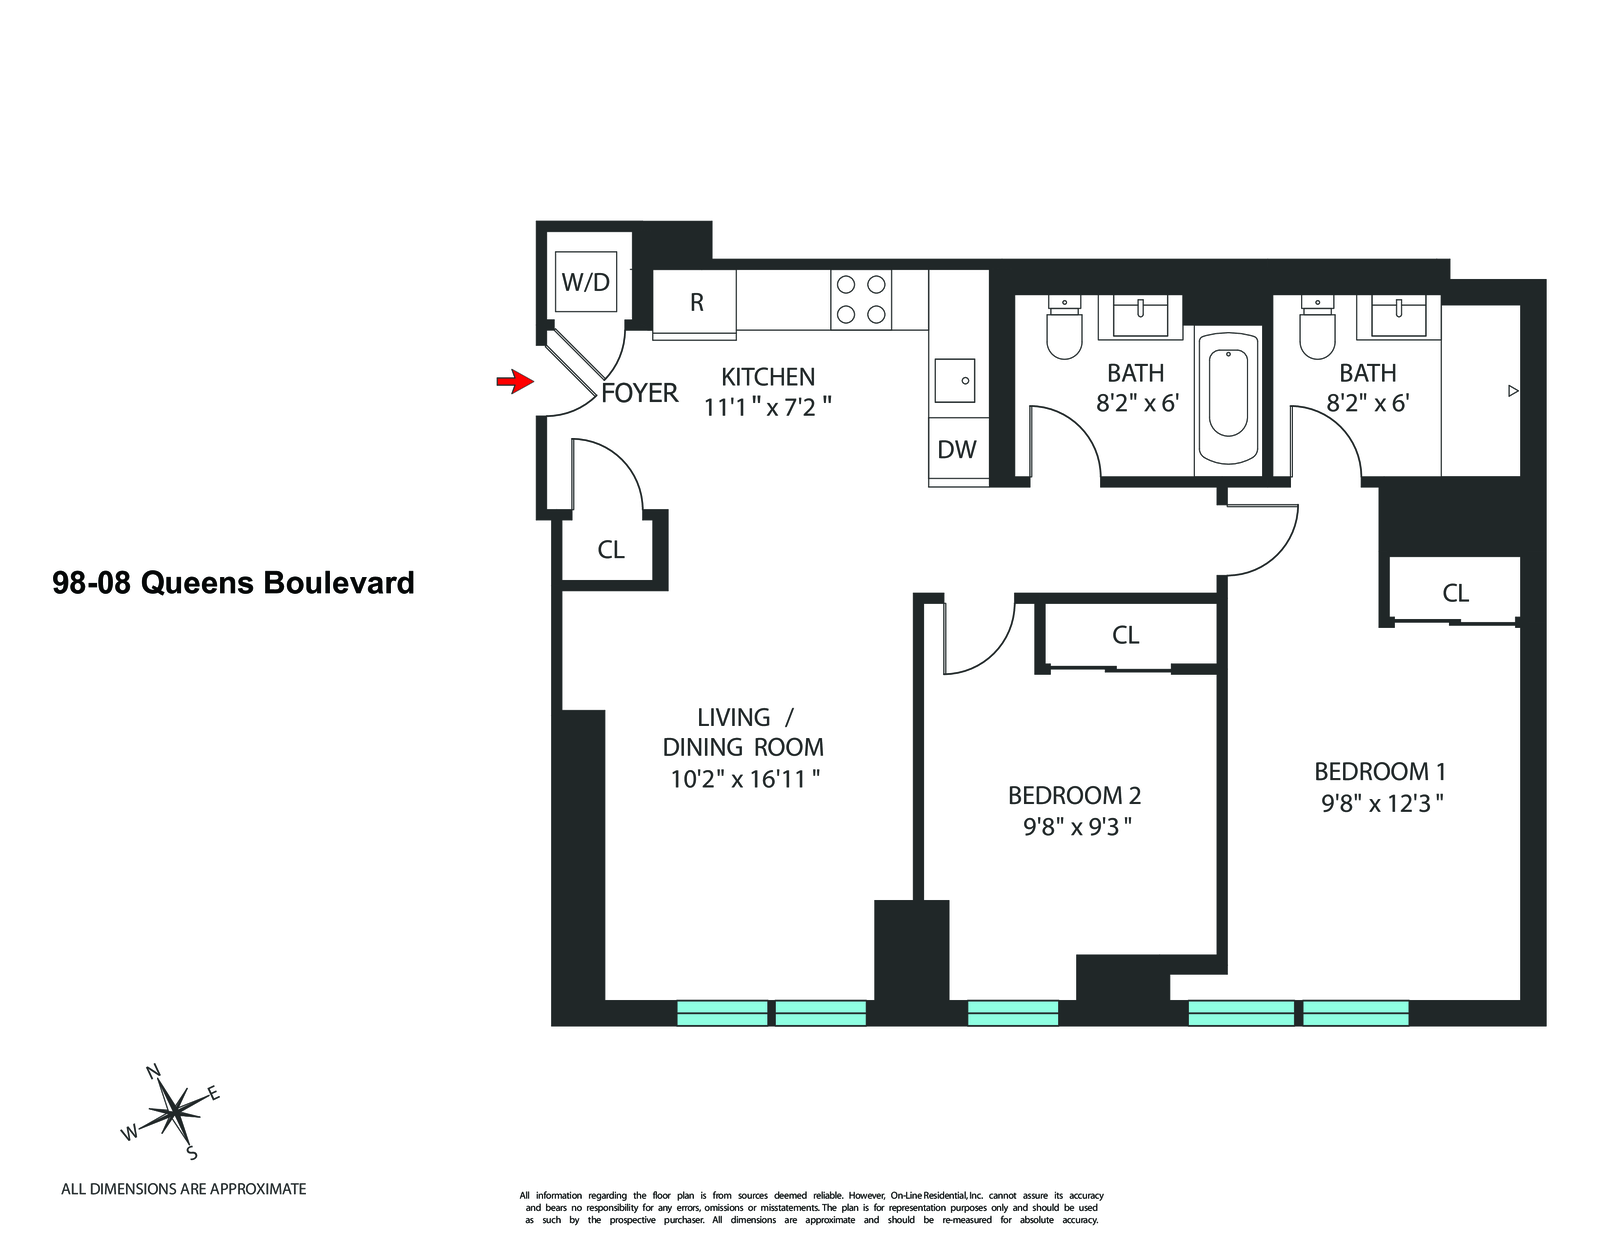 W/D
R
FOYER
KITCHEN
11'1" x 7'2"
DW
BATH
8'2" x 6'
BATH
8'2" x 6'
CL
CL
CL
98-08 Queens Boulevard
LIVING /
DINING ROOM
10'2" x 16'11"
BEDROOM 2
9'8" x 9'3"
BEDROOM 1
9'8" x 12'3"
N
E
W
S
ALL DIMENSIONS ARE APPROXIMATE
All information regarding the floor plan is from sources deemed reliable. However, On-Line Residential, Inc. cannot assure its accuracy
and bears no responsibility for any errors, omissions or misstatements. The plan is for representation purposes only and should be used
as such by the prospective purchaser. All dimensions are approximate and should be re-measured for absolute accuracy.